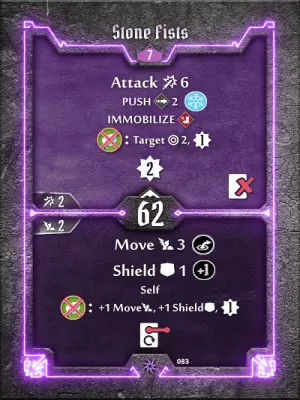 Stone Fists
7
Attack 6
PUSH 2
IMMOBILIZE
: Target 2, 1
2
2
62
2
Move 3
Shield 1 +1
Self
: +1 Move, +1 Shield, 1
083